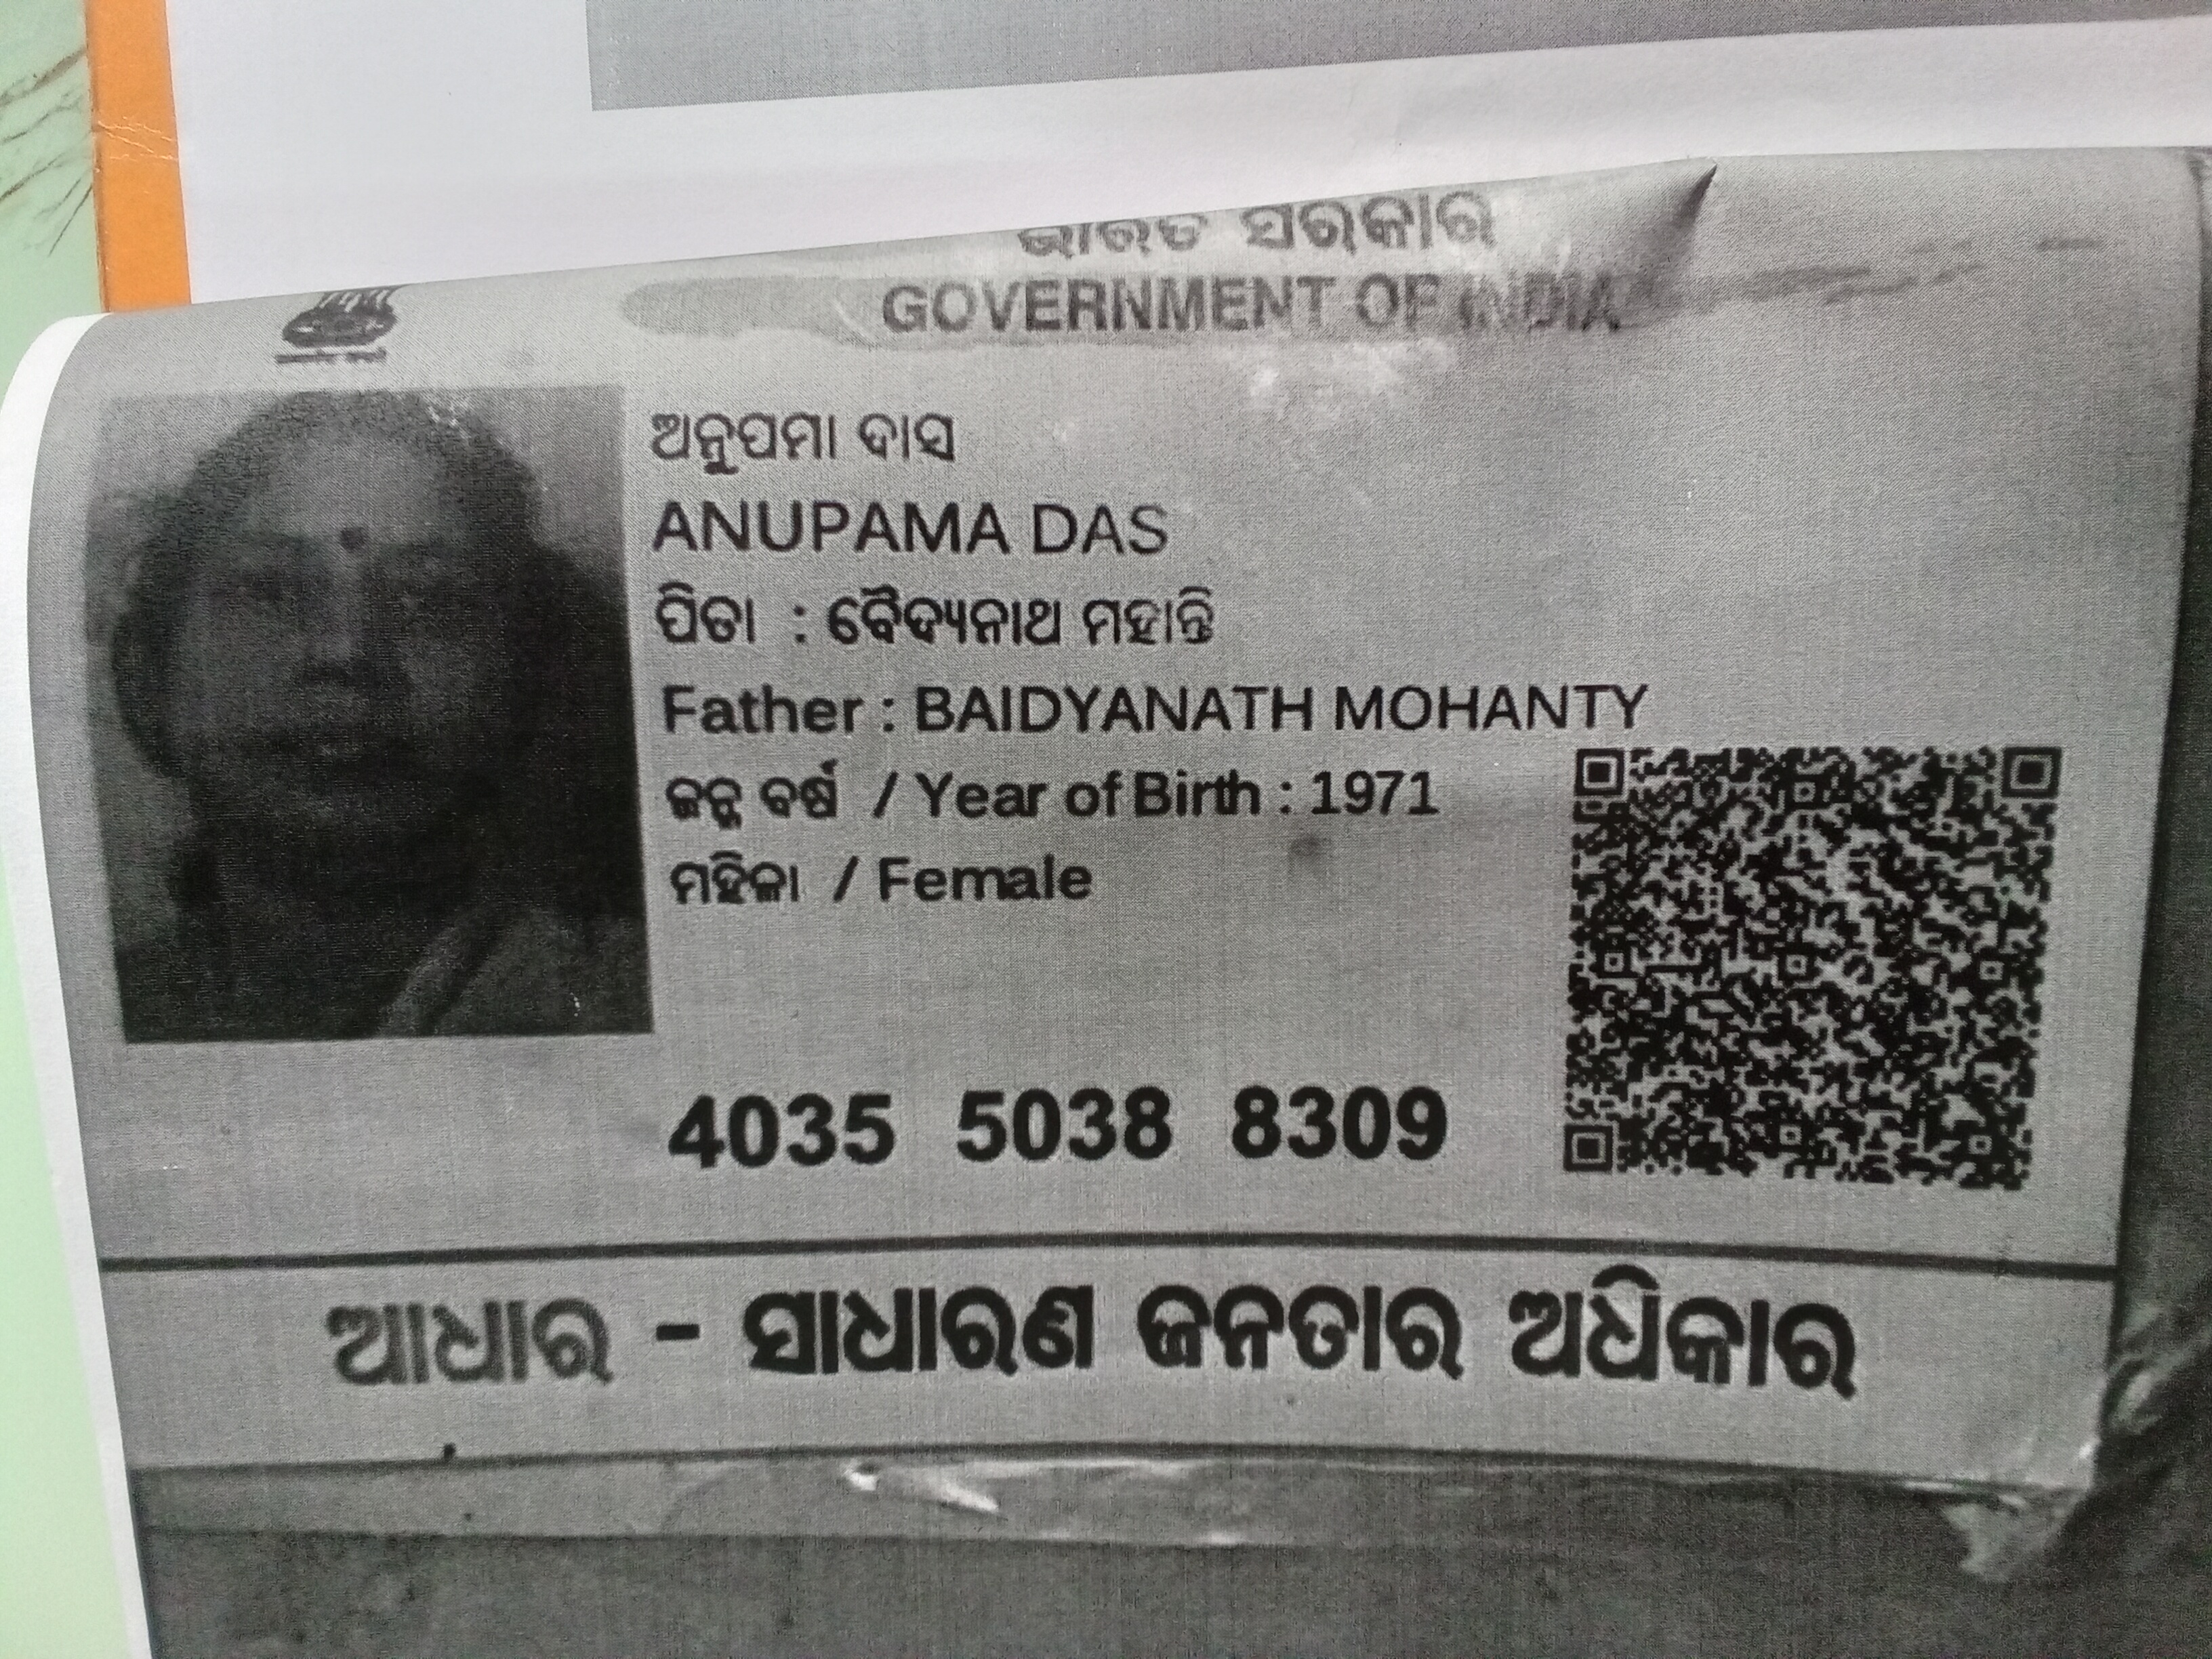 ଭାରତ ସରକାର
GOVERNMENT OF INDIA
ଅନୁପମା ଦାସ
ANUPAMA DAS
ପିତା : ବୈଦ୍ୟନାଥ ମହାନ୍ତି
Father : BAIDYANATH MOHANTY
ଜନ୍ମ ବର୍ଷ / Year of Birth : 1971
ମହିଳା / Female
4035 5038 8309
ଆଧାର - ସାଧାରଣ ଜନତାର ଅଧିକାର